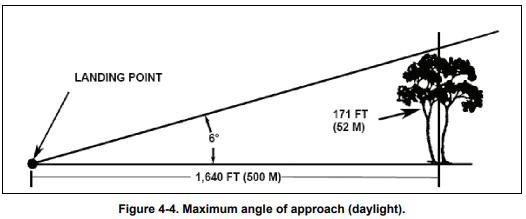 LANDING POINT
171 FT
(52 M)
6°
1,640 FT (500 M)
Figure 4-4. Maximum angle of approach (daylight).